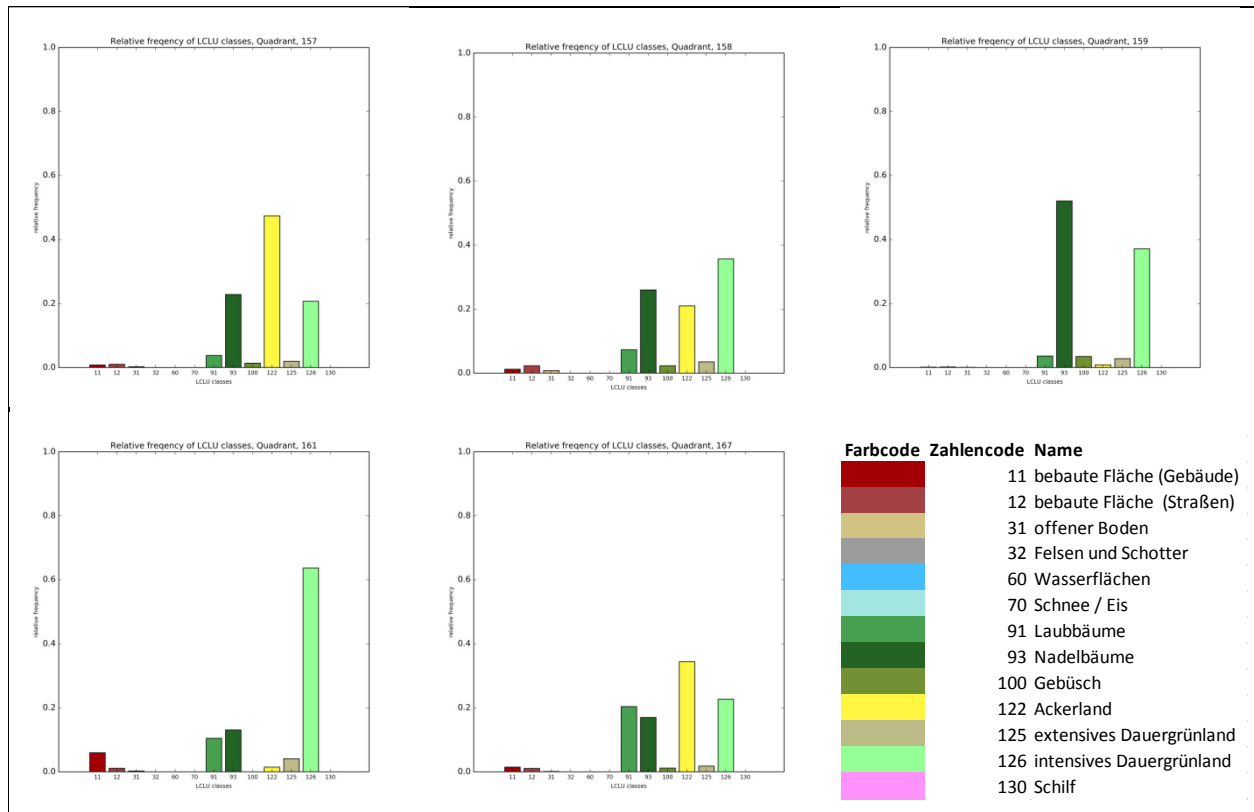 Relative freqency of LCLU classes, Quadrant, 157
1.0
0.8
0.6
0.4
0.2
0.0
relative frequency
11 12 31 32 60 70 91 93 100 122 125 126 130
LCLU classes
Relative freqency of LCLU classes, Quadrant, 158
1.0
0.8
0.6
0.4
0.2
0.0
relative frequency
11 12 31 32 60 70 91 93 100 122 125 126 130
LCLU classes
Relative freqency of LCLU classes, Quadrant, 159
1.0
0.8
0.6
0.4
0.2
0.0
relative frequency
11 12 31 32 60 70 91 93 100 122 125 126 130
LCLU classes
Relative freqency of LCLU classes, Quadrant, 161
1.0
0.8
0.6
0.4
0.2
0.0
relative frequency
11 12 31 32 60 70 91 93 100 122 125 126 130
LCLU classes
Relative freqency of LCLU classes, Quadrant, 167
1.0
0.8
0.6
0.4
0.2
0.0
relative frequency
11 12 31 32 60 70 91 93 100 122 125 126 130
LCLU classes
Farbcode Zahlencode Name
11 bebaute Fläche (Gebäude)
12 bebaute Fläche (Straßen)
31 offener Boden
32 Felsen und Schotter
60 Wasserflächen
70 Schnee / Eis
91 Laubbäume
93 Nadelbäume
100 Gebüsch
122 Ackerland
125 extensives Dauergrünland
126 intensives Dauergrünland
130 Schilf